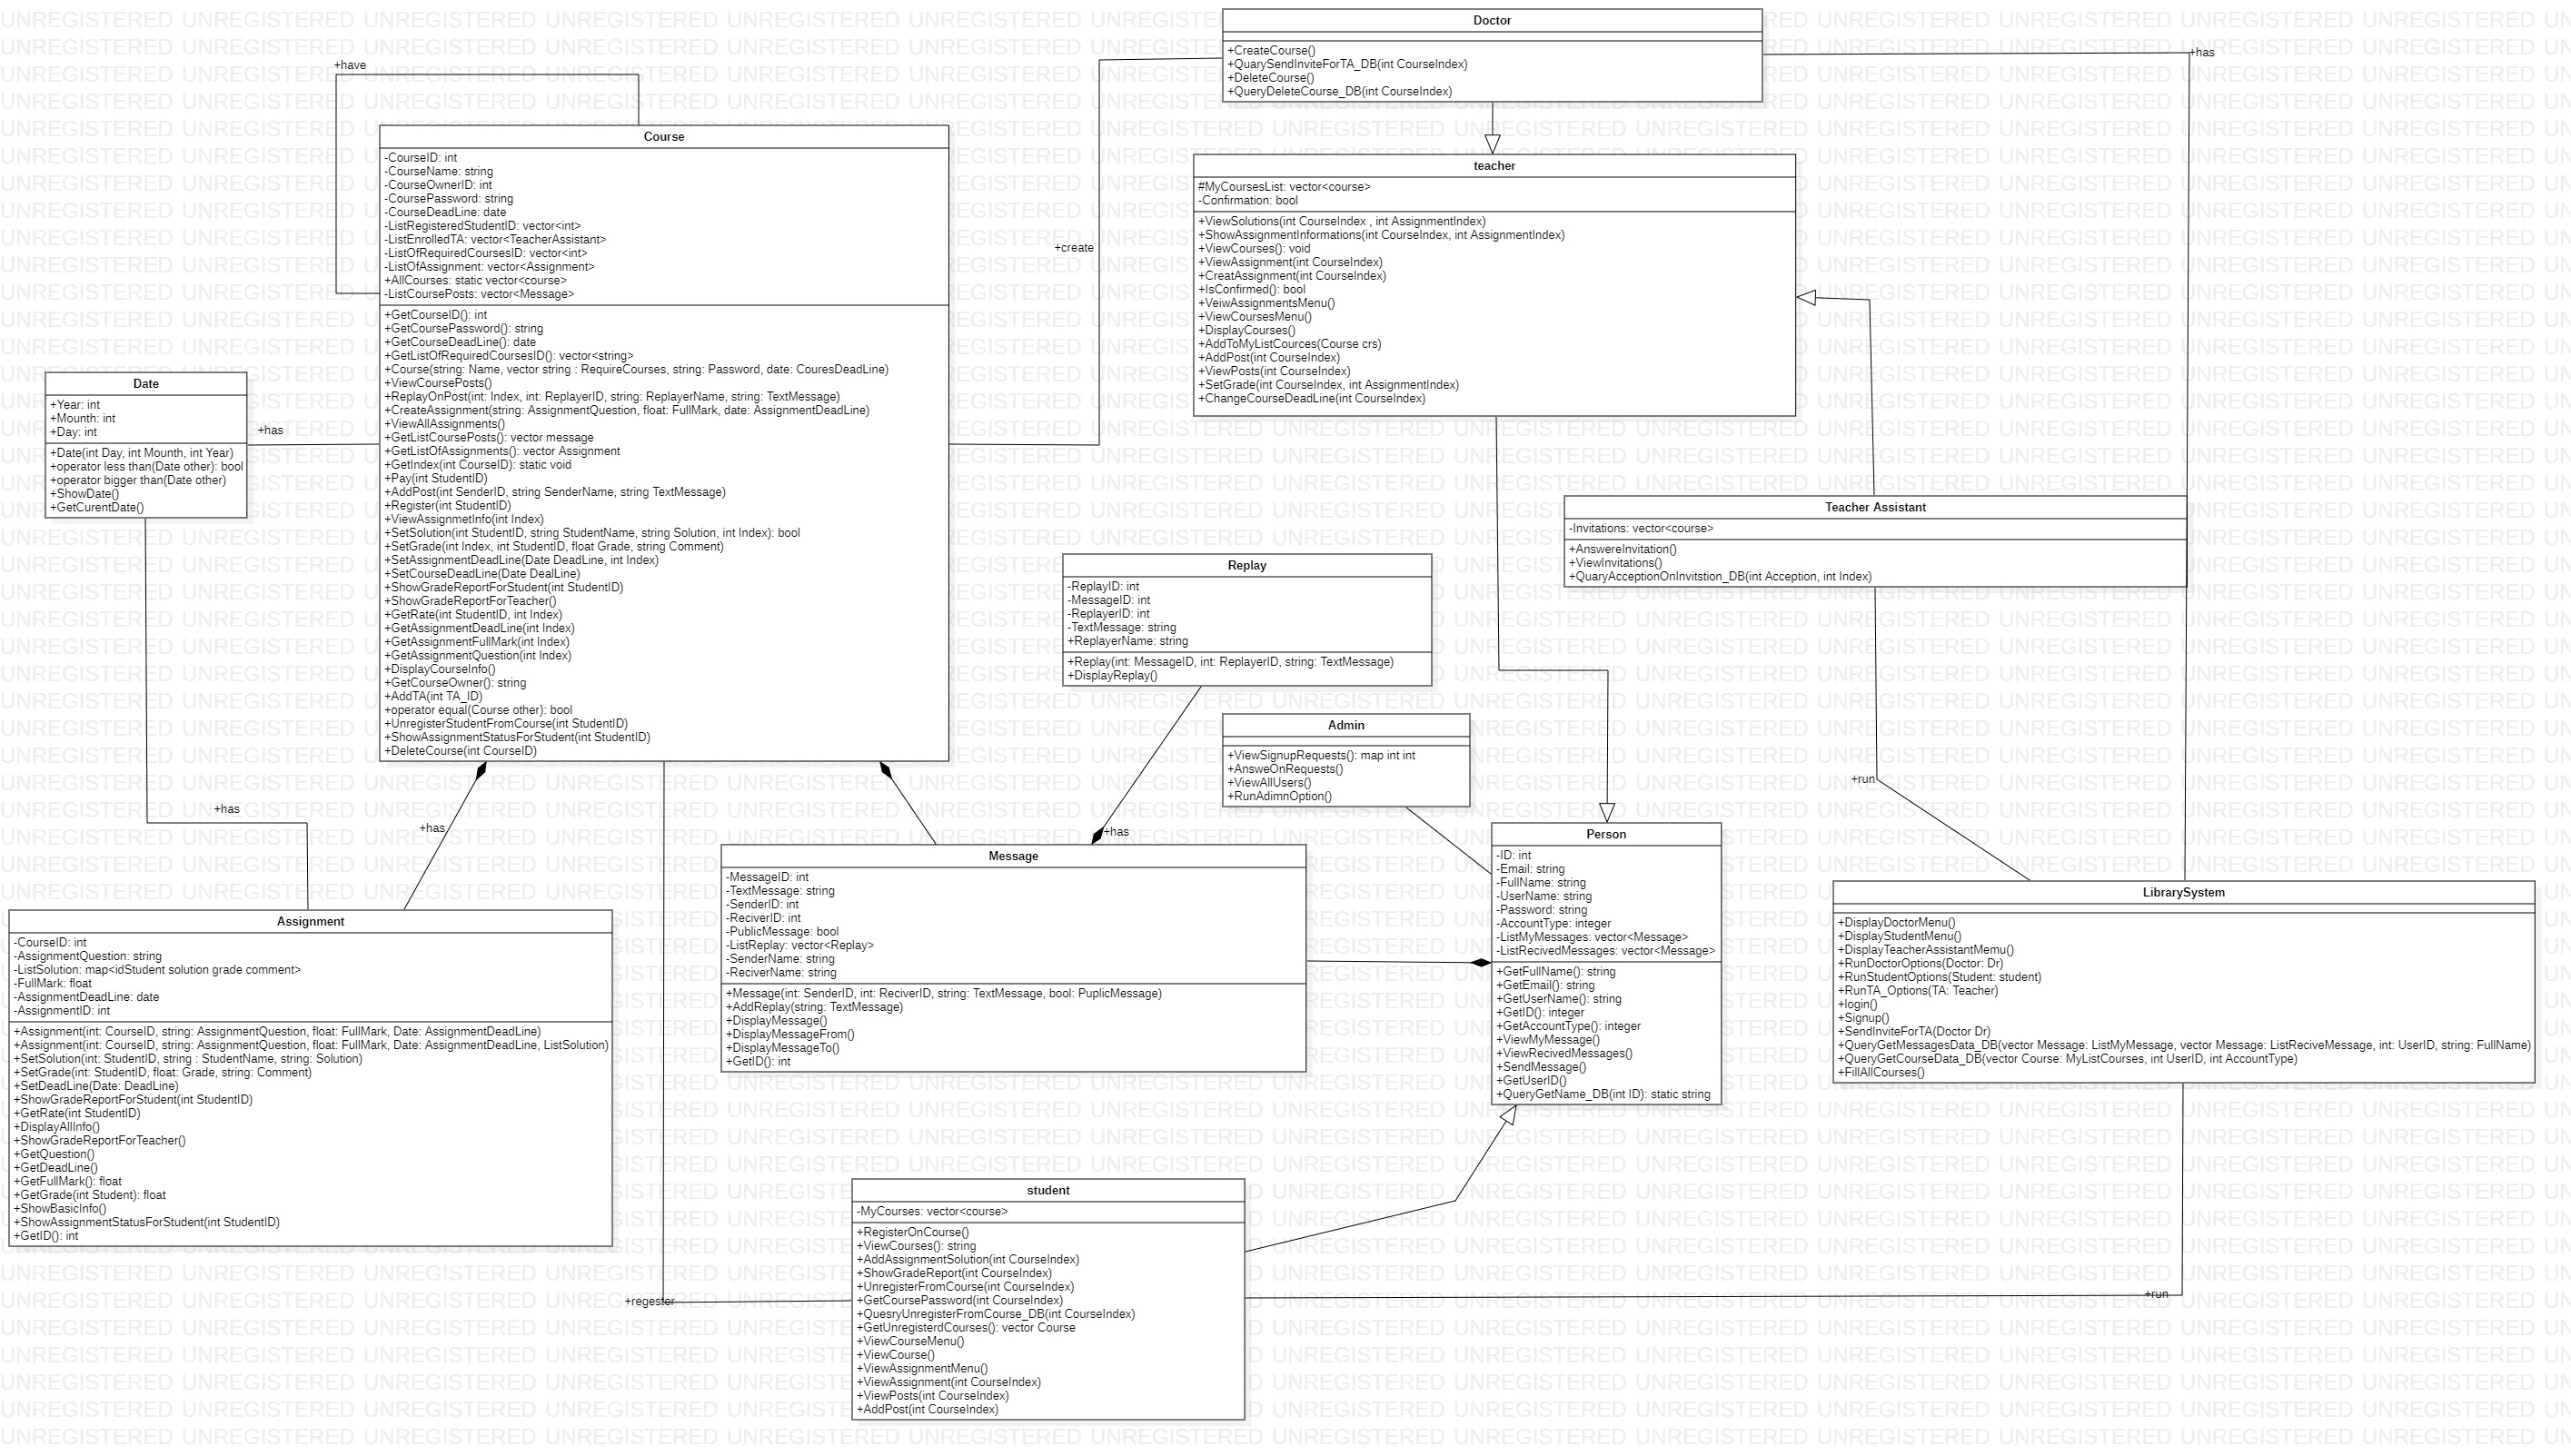 Doctor
+CreateCourse()
+QuarySendInviteForTA_DB(int CourseIndex)
+DeleteCourse()
+QueryDeleteCourse_DB(int CourseIndex)
+has
+have
Course
-CourseID: int
-CourseName: string
-CourseOwnerID: int
-CoursePassword: string
-CourseDeadLine: date
-ListRegisteredStudentID: vector<int>
-ListEnrolledTA: vector<TeacherAssistant>
-ListOfRequiredCoursesID: vector<int>
-ListOfAssignment: vector<Assignment>
+AllCourses: static vector<course>
-ListCoursePosts: vector<Message>
+GetCourseID(): int
+GetCoursePassword(): string
+GetCourseDeadLine(): date
+GetListOfRequiredCoursesID(): vector<string>
+Course(string: Name, vector string : RequireCourses, string: Password, date: CouresDeadLine)
+ViewCoursePosts()
+ReplayOnPost(int: Index, int: ReplayerID, string: ReplayerName, string: TextMessage)
+CreateAssignment(string: AssignmentQuestion, float: FullMark, date: AssignmentDeadLine)
+ViewAllAssignments()
+GetListCoursePosts(): vector message
+GetListOfAssignments(): vector Assignment
+GetIndex(int CourseID): static void
+Pay(int StudentID)
+AddPost(int SenderID, string SenderName, string TextMessage)
+Register(int StudentID)
+ViewAssignmetInfo(int Index)
+SetSolution(int StudentID, string StudentName, string Solution, int Index): bool
+SetGrade(int Index, int StudentID, float Grade, string Comment)
+SetAssignmentDeadLine(Date DeadLine, int Index)
+SetCourseDeadLine(Date DealLine)
+ShowGradeReportForStudent(int StudentID)
+ShowGradeReportForTeacher()
+GetRate(int StudentID, int Index)
+GetAssignmentDeadLine(int Index)
+GetAssignmentFullMark(int Index)
+GetAssignmentQuestion(int Index)
+DisplayCourseInfo()
+GetCourseOwner(): string
+AddTA(int TA_ID)
+operator equal(Course other): bool
+UnregisterStudentFromCourse(int StudentID)
+ShowAssignmentStatusForStudent(int StudentID)
+DeleteCourse(int CourseID)
+create
teacher
#MyCoursesList: vector<course>
-Confirmation: bool
+ViewSolutions(int CourseIndex , int AssignmentIndex)
+ShowAssignmentInformations(int CourseIndex, int AssignmentIndex)
+ViewCourses(): void
+ViewAssignment(int CourseIndex)
+CreatAssignment(int CourseIndex)
+IsConfirmed(): bool
+VeiwAssignmentsMenu()
+ViewCoursesMenu()
+DisplayCourses()
+AddToMyListCources(Course crs)
+AddPost(int CourseIndex)
+ViewPosts(int CourseIndex)
+SetGrade(int CourseIndex, int AssignmentIndex)
+ChangeCourseDeadLine(int CourseIndex)
Date
+Year: int
+Mounth: int
+Day: int
+Date(int Day, int Mounth, int Year)
+operator less than(Date other): bool
+operator bigger than(Date other)
+ShowDate()
+GetCurentDate()
+has
Teacher Assistant
-Invitations: vector<course>
+AnswereInvitation()
+ViewInvitations()
+QuaryAcceptionOnInvitstion_DB(int Acception, int Index)
Replay
-ReplayID: int
-MessageID: int
-ReplayerID: int
-TextMessage: string
+ReplayerName: string
+Replay(int: MessageID, int: ReplayerID, string: TextMessage)
+DisplayReplay()
Admin
+ViewSignupRequests(): map int int
+AnsweOnRequests()
+ViewAllUsers()
+RunAdimnOption()
+run
+has
+has
+has
Person
-ID: int
-Email: string
-FullName: string
-UserName: string
-Password: string
-AccountType: integer
-ListMyMessages: vector<Message>
-ListRecivedMessages: vector<Message>
+GetFullName(): string
+GetEmail(): string
+GetUserName(): string
+GetID(): integer
+GetAccountType(): integer
+ViewMyMessage()
+ViewRecivedMessages()
+SendMessage()
+GetUserID()
+QueryGetName_DB(int ID): static string
Message
-MessageID: int
-TextMessage: string
-SenderID: int
-ReciverID: int
-PublicMessage: bool
-ListReplay: vector<Replay>
-SenderName: string
-ReciverName: string
+Message(int: SenderID, int: ReciverID, string: TextMessage, bool: PuplicMessage)
+AddReplay(string: TextMessage)
+DisplayMessage()
+DisplayMessageFrom()
+DisplayMessageTo()
+GetID(): int
LibrarySystem
+DisplayDoctorMenu()
+DisplayStudentMenu()
+DisplayTeacherAssistantMemu()
+RunDoctorOptions(Doctor: Dr)
+RunStudentOptions(Student: student)
+RunTA_Options(TA: Teacher)
+login()
+Signup()
+SendInviteForTA(Doctor Dr)
+QueryGetMessagesData_DB(vector Message: ListMyMessage, vector Message: ListReciveMessage, int: UserID, string: FullName)
+QueryGetCourseData_DB(vector Course: MyListCourses, int UserID, int AccountType)
+FillAllCourses()
Assignment
-CourseID: int
-AssignmentQuestion: string
-ListSolution: map<idStudent solution grade comment>
-FullMark: float
-AssignmentDeadLine: date
-AssignmentID: int
+Assignment(int: CourseID, string: AssignmentQuestion, float: FullMark, Date: AssignmentDeadLine)
+Assignment(int: CourseID, string: AssignmentQuestion, float: FullMark, Date: AssignmentDeadLine, ListSolution)
+SetSolution(int: StudentID, string : StudentName, string: Solution)
+SetGrade(int: StudentID, float: Grade, string: Comment)
+SetDeadLine(Date: DeadLine)
+ShowGradeReportForStudent(int StudentID)
+GetRate(int StudentID)
+DisplayAllInfo()
+ShowGradeReportForTeacher()
+GetQuestion()
+GetDeadLine()
+GetFullMark(): float
+GetGrade(int Student): float
+ShowBasicInfo()
+ShowAssignmentStatusForStudent(int StudentID)
+GetID(): int
student
-MyCourses: vector<course>
+RegisterOnCourse()
+ViewCourses(): string
+AddAssignmentSolution(int CourseIndex)
+ShowGradeReport(int CourseIndex)
+UnregisterFromCourse(int CourseIndex)
+GetCoursePassword(int CourseIndex)
+QuesryUnregisterFromCourse_DB(int CourseIndex)
+GetUnregisterdCourses(): vector Course
+ViewCourseMenu()
+ViewCourse()
+ViewAssignmentMenu()
+ViewAssignment(int CourseIndex)
+ViewPosts(int CourseIndex)
+AddPost(int CourseIndex)
+regester
+run